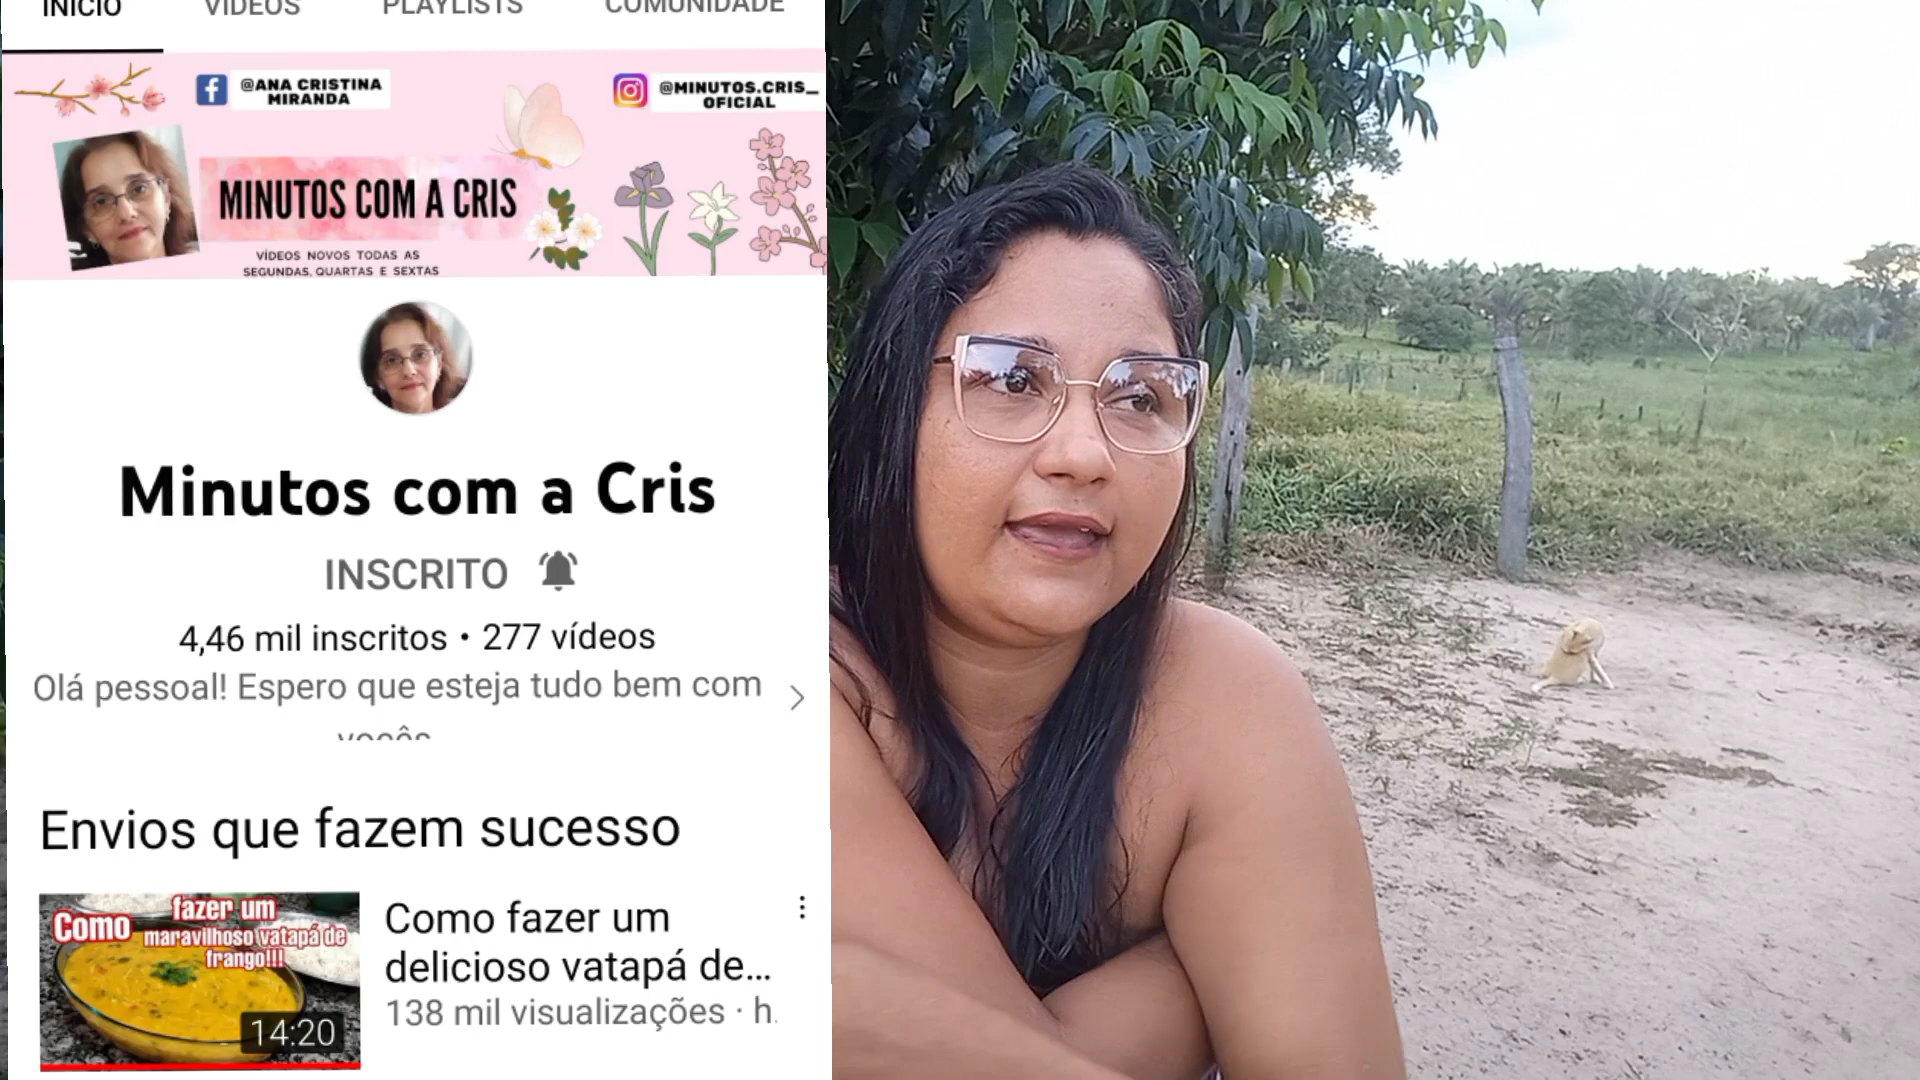 INÍCIO VÍDEOS PLAYLISTS COMUNIDADE
@ANA CRISTINA
MIRANDA
@MINUTOS.CRIS_
OFICIAL
MINUTOS COM A CRIS
VÍDEOS NOVOS TODAS AS
SEGUNDAS, QUARTAS E SEXTAS
Minutos com a Cris
INSCRITO
4,46 mil inscritos • 277 vídeos
Olá pessoal! Espero que esteja tudo bem com
vocês
Envios que fazem sucesso
Como fazer um
maravilhoso vatapá de
frango!!!
14:20
Como fazer um
delicioso vatapá de...
138 mil visualizações · h